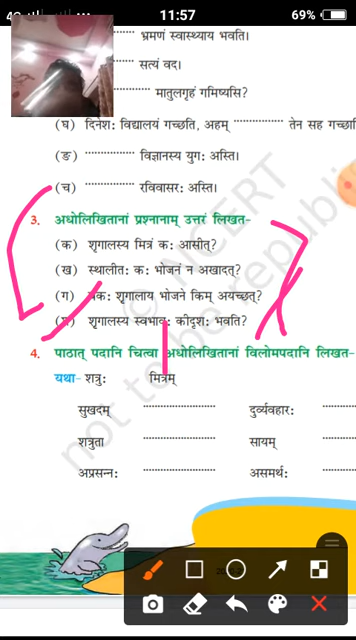 11:57
69%
भ्रमणं स्वास्थ्याय भवति।
सत्यं वद।
मातुलगृहं गमिष्यसि?
(घ) दिनेशः विद्यालयं गच्छति, अहम् ................ तेन सह गच्छा
(ङ) ................ विज्ञानस्य युगः अस्ति।
(च) ................ रविवासरः अस्ति।
3. अधोलिखितानां प्रश्नानाम् उत्तरं लिखत-
(क) शृगालस्य मित्रं कः आसीत्?
(ख) स्थालीतः कः भोजनं न अखादत्?
(ग) बकः शृगालाय भोजने किम् अयच्छत्?
(घ) शृगालस्य स्वभावः कीदृशः भवति?
4. पाठात् पदानि चित्वा अधोलिखितानां विलोमपदानि लिखत-
यथा- शत्रुः मित्रम्
सुखदम् ................ दुर्व्यवहारः
शत्रुता ................ सायम्
अप्रसन्नः ................ असमर्थः
© NCERT
not to be republi